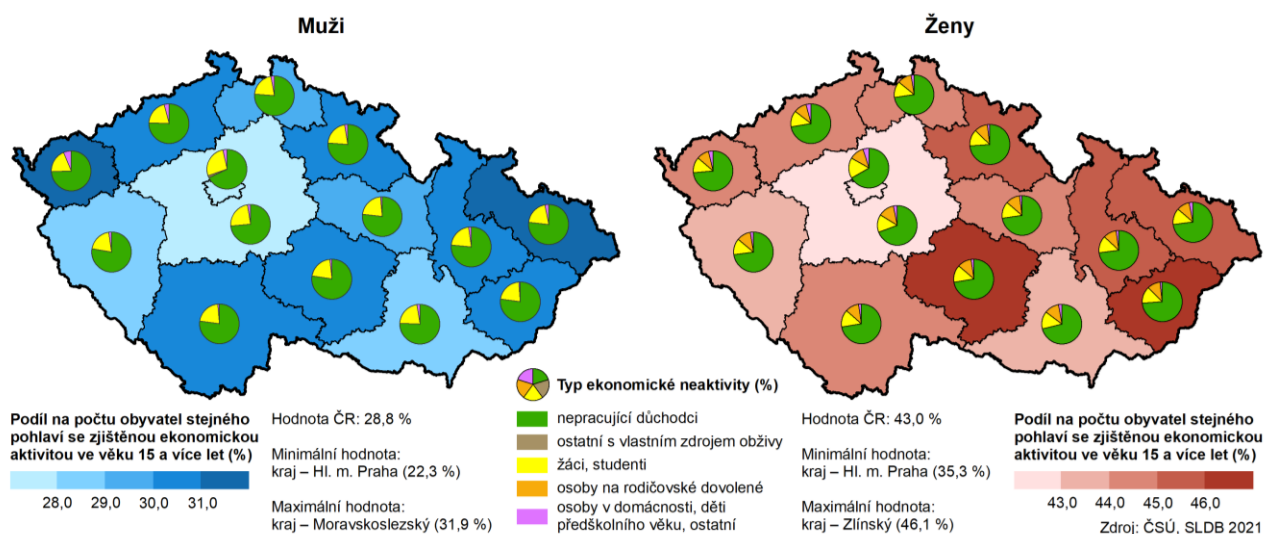 Muži
Ženy
Typ ekonomické neaktivity (%)
nepracující důchodci
ostatní s vlastním zdrojem obživy
žáci, studenti
osoby na rodičovské dovolené
osoby v domácnosti, děti
předškolního věku, ostatní
Podíl na počtu obyvatel stejného
pohlaví se zjištěnou ekonomickou
aktivitou ve věku 15 a více let (%)
28,0 29,0 30,0 31,0
Hodnota ČR: 28,8 %
Minimální hodnota:
kraj – Hl. m. Praha (22,3 %)
Maximální hodnota:
kraj – Moravskoslezský (31,9 %)
Hodnota ČR: 43,0 %
Minimální hodnota:
kraj – Hl. m. Praha (35,3 %)
Maximální hodnota:
kraj – Zlínský (46,1 %)
Podíl na počtu obyvatel stejného
pohlaví se zjištěnou ekonomickou
aktivitou ve věku 15 a více let (%)
43,0 44,0 45,0 46,0
Zdroj: ČSÚ, SLDB 2021